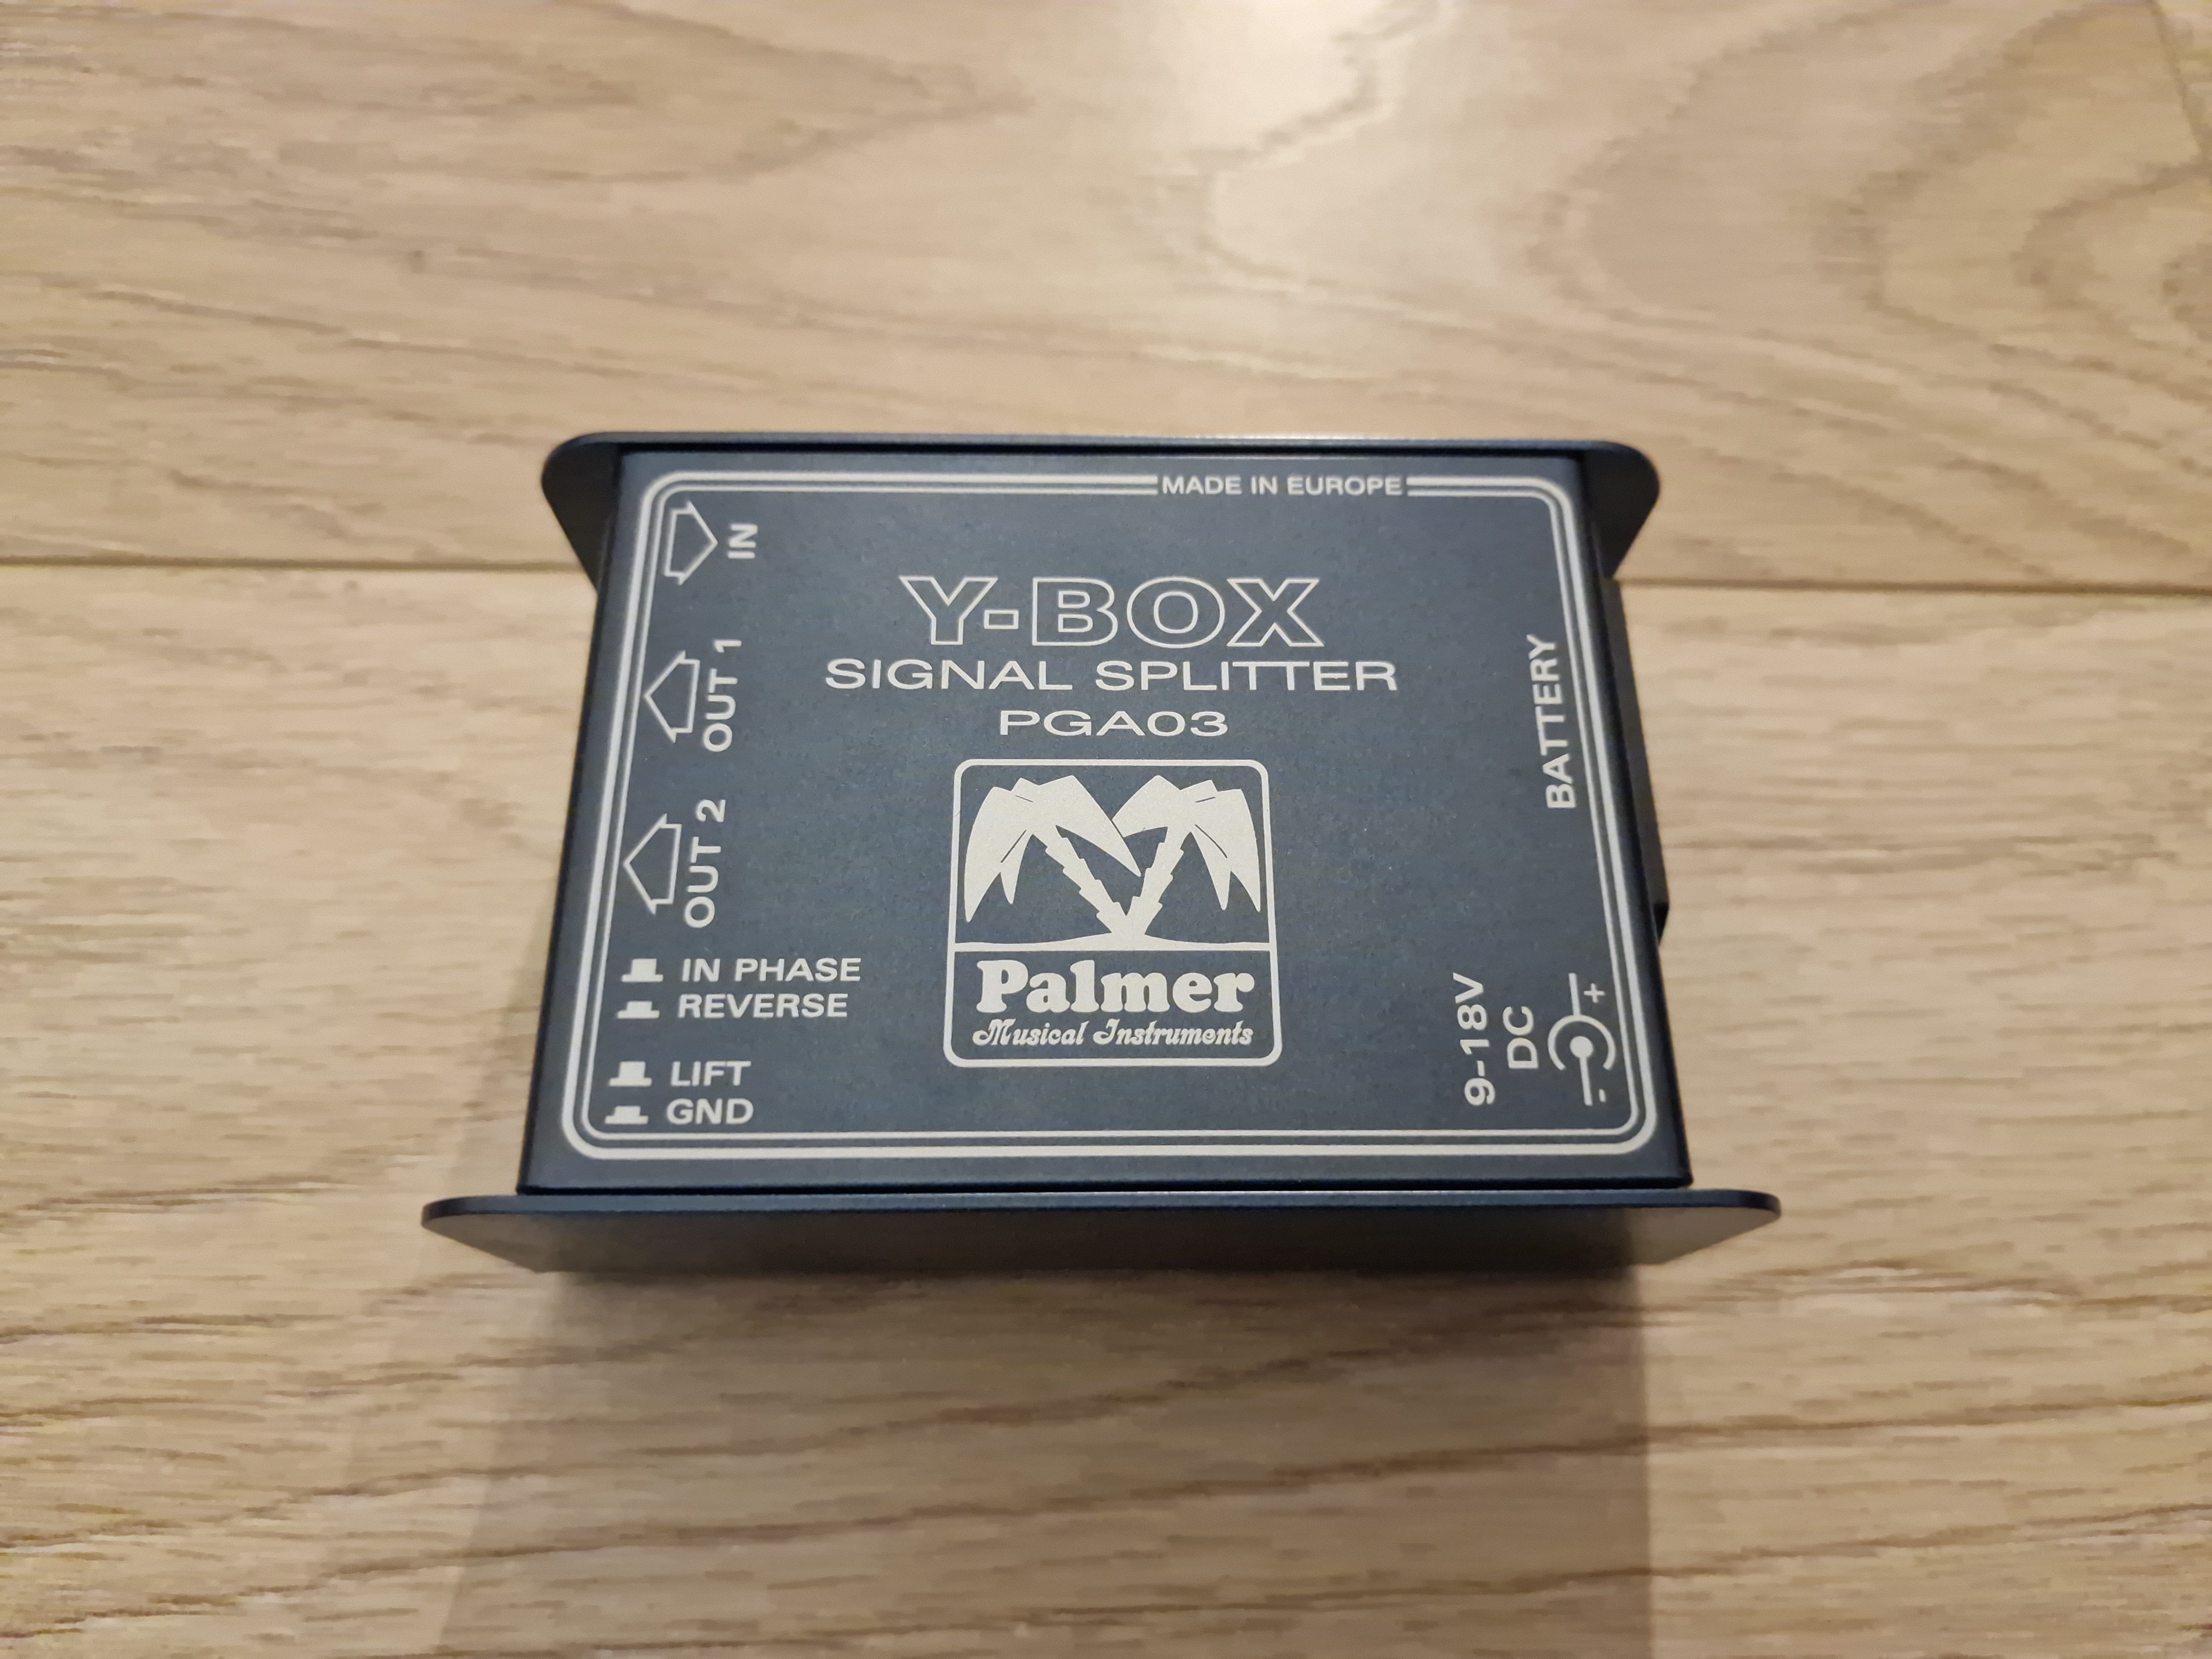 MADE IN EUROPE
IN
OUT 1
OUT 2
Y-BOX
SIGNAL SPLITTER
PGA03
BATTERY
IN PHASE
REVERSE
LIFT
GND
Palmer
Musical Instruments
9-18V
DC
+
-